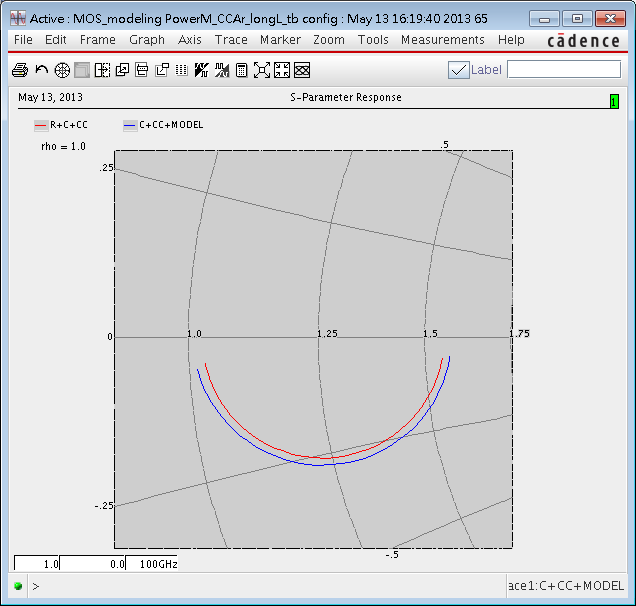 Active : MOS_modeling PowerM_CCAr_longL_tb config : May 13 16:19:40 2013 65
File Edit Frame Graph Axis Trace Marker Zoom Tools Measurements Help cādence
Label
May 13, 2013 S-Parameter Response 1
R+C+CC C+CC+MODEL
rho = 1.0 .5
.25
0 1.0 1.25 1.5 1.75
-.25
-.5
1.0 0.0 100GHz
> ace1:C+CC+MODEL